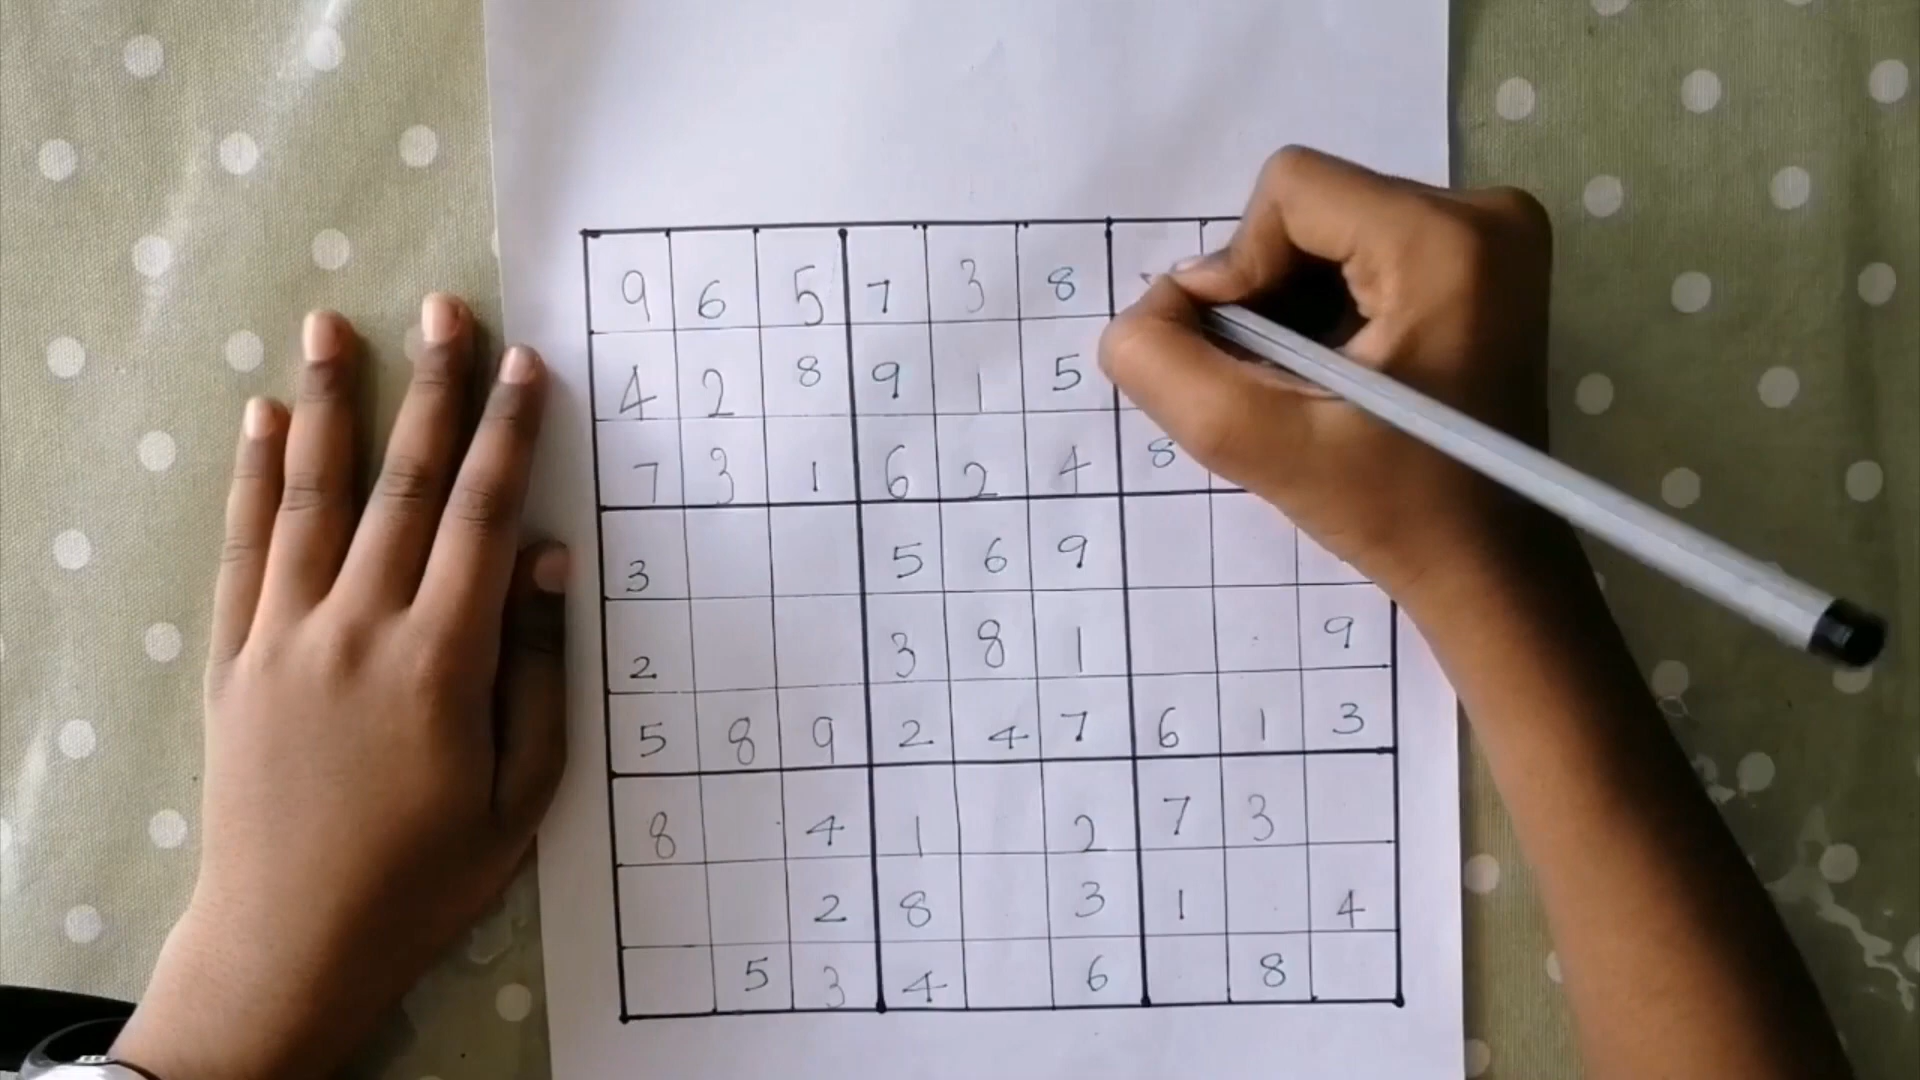 9 6 5 7 3 8
4 2 8 9 1 5
7 3 1 6 2 4 8
3 5 6 9
2 3 8 1 9
5 8 9 2 4 7 6 1 3
8 4 1 2 7 3
2 8 3 1 4
5 3 4 6 8